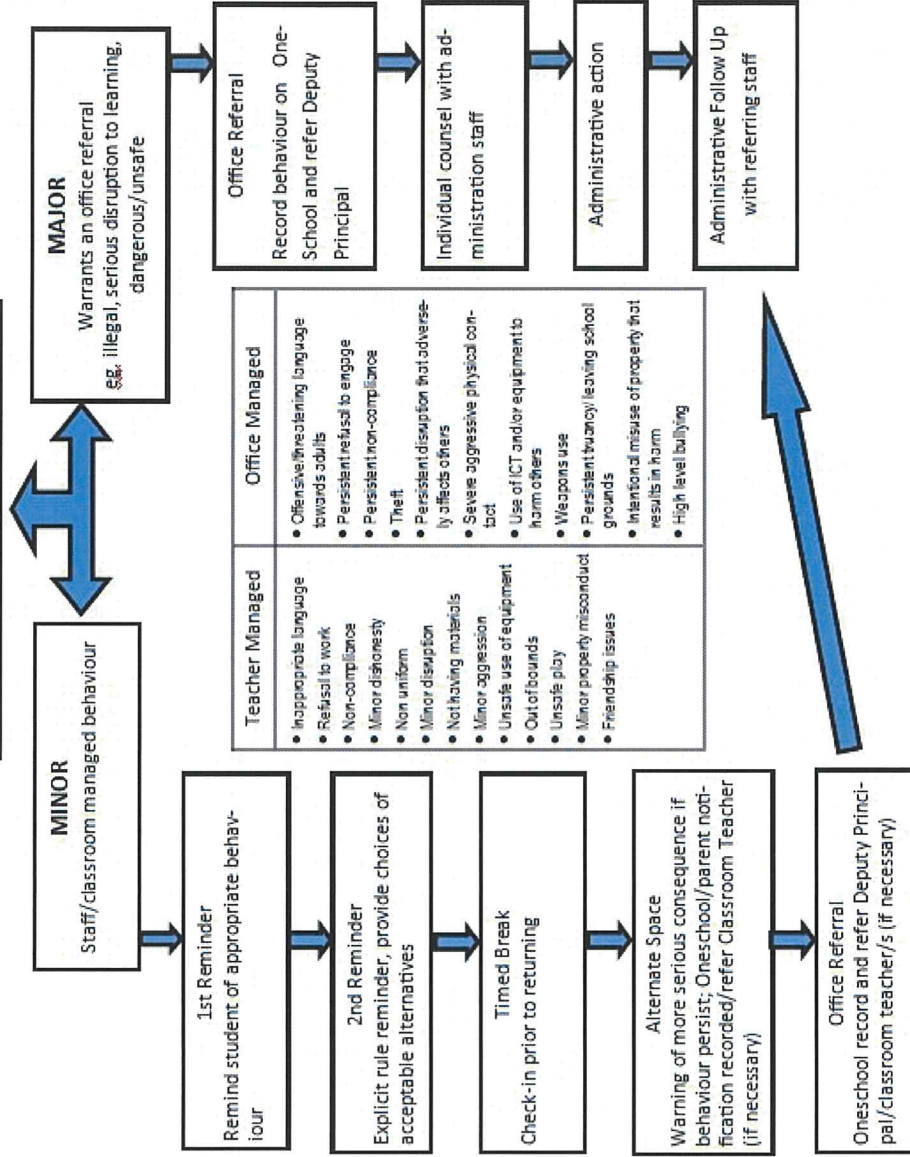 MINOR
Staff/classroom managed behaviour
1st Reminder
Remind student of appropriate behav-
iour
2nd Reminder
Explicit rule reminder, provide choices of
acceptable alternatives
Timed Break
Check-in prior to returning
Alternate Space
Warning of more serious consequence if
behaviour persist; Oneschool/parent noti-
fication recorded/refer Classroom Teacher
(if necessary)
Office Referral
Oneschool record and refer Deputy Princi-
pal/classroom teacher/s (if necessary)
Teacher Managed
• Inappropriate language
• Refusal to work
• Non-compliance
• Minor dishonesty
• Non uniform
• Minor disruption
• Not having materials
• Minor aggression
• Unsafe use of equipment
• Out of bounds
• Unsafe play
• Minor property misconduct
• Friendship issues
Office Managed
• Offensive/threatening language
towards adults
• Persistent refusal to engage
• Persistent non-compliance
• Theft
• Persistent disruption that adverse-
ly affects others
• Severe aggressive physical con-
tact
• Use of ICT and/or equipment to
harm others
• Weapons use
• Persistent truancy/leaving school
grounds
• Intentional misuse of property that
results in harm
• High level bullying
MAJOR
Warrants an office referral
eg. illegal, serious disruption to learning,
dangerous/unsafe
Office Referral
Record behaviour on One-
School and refer Deputy
Principal
Individual counsel with ad-
ministration staff
Administrative action
Administrative Follow Up
with referring staff